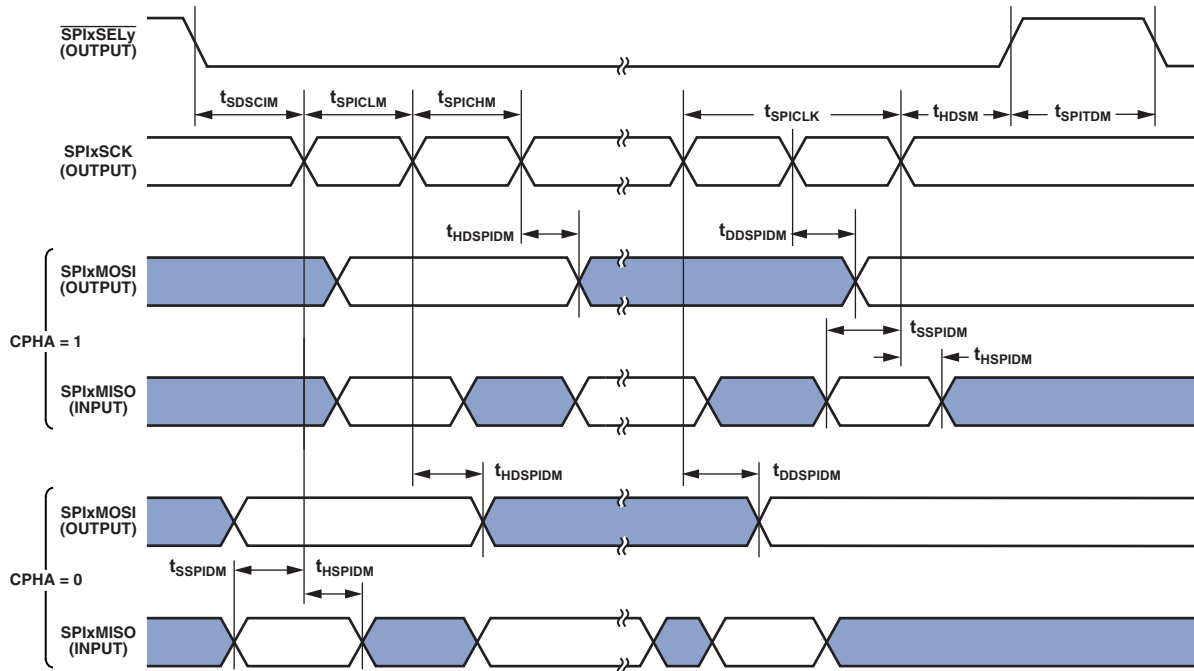 SPIxSELy
(OUTPUT)
tSDSCIM tSPICLM tSPICHM tSPICLK tHDSM tSPITDM
SPIxSCK
(OUTPUT)
tHDSPIDM tDDSPIDM
SPIxMOSI
(OUTPUT)
CPHA = 1
tSSPIDM
tHSPIDM
SPIxMISO
(INPUT)
tHDSPIDM tDDSPIDM
SPIxMOSI
(OUTPUT)
CPHA = 0
tSSPIDM tHSPIDM
SPIxMISO
(INPUT)